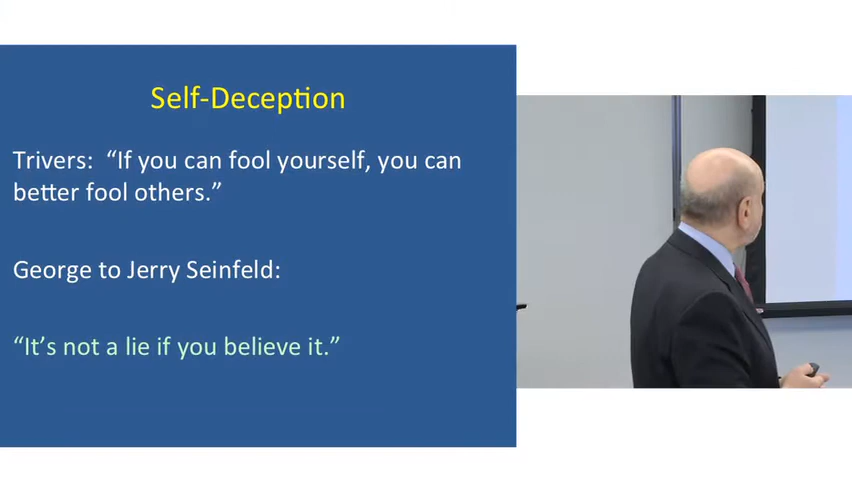 Self-Deception
Trivers:  “If you can fool yourself, you can
better fool others.”
George to Jerry Seinfeld:
“It’s not a lie if you believe it.”